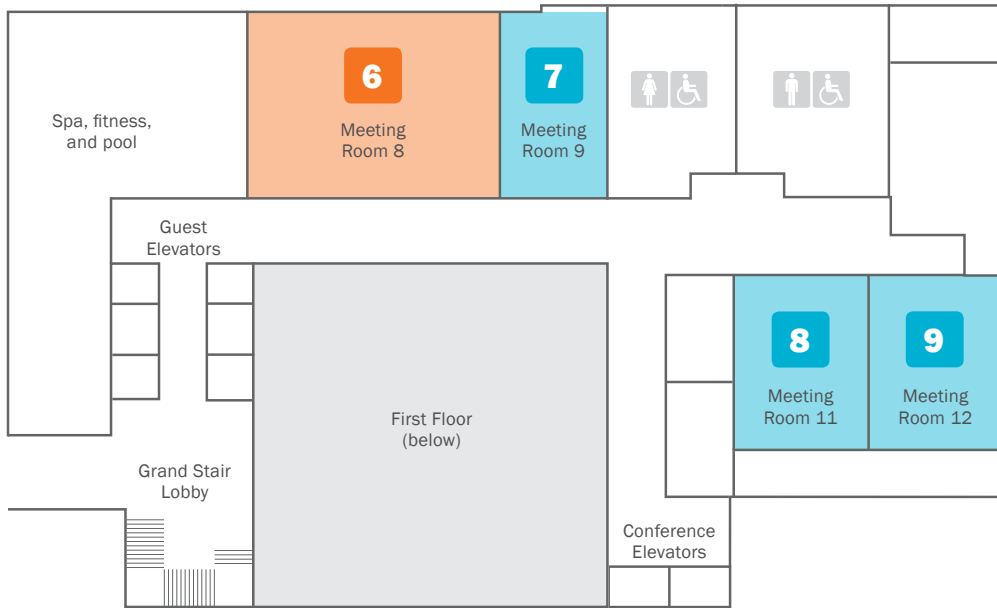 6
Meeting
Room 8
7
Meeting
Room 9
Spa, fitness,
and pool
Guest
Elevators
8
Meeting
Room 11
9
Meeting
Room 12
First Floor
(below)
Grand Stair
Lobby
Conference
Elevators